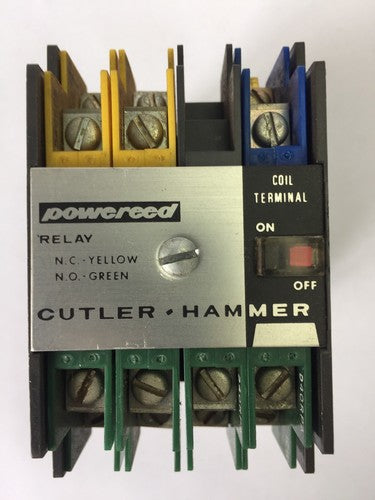 COIL
TERMINAL
powereed
ON
RELAY
N.C.-YELLOW
N.O.-GREEN
OFF
CUTLER·HAMMER